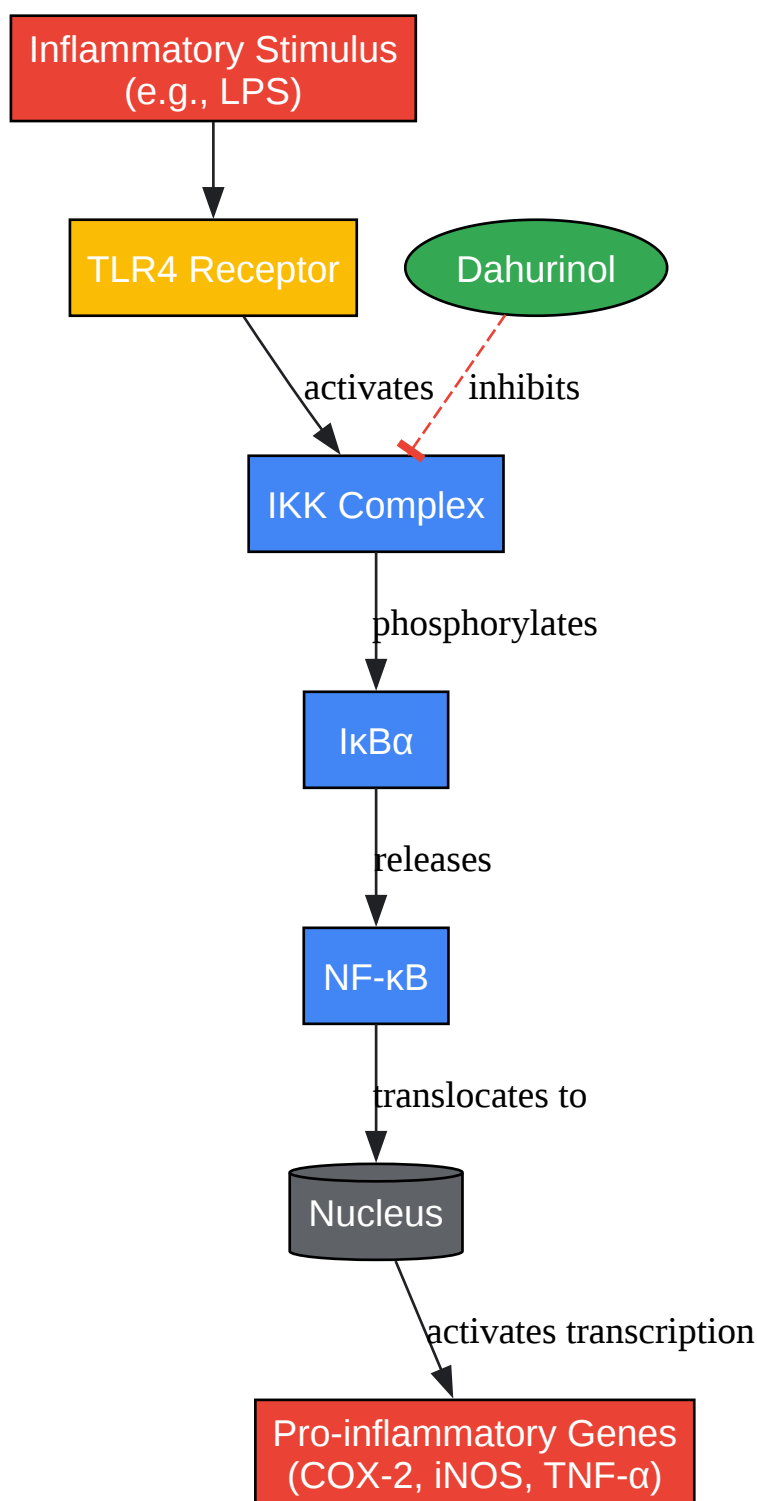 Inflammatory Stimulus
(e.g., LPS)
TLR4 Receptor
Dahurinol
activates
inhibits
IKK Complex
phosphorylates
IκBα
releases
NF-κB
translocates to
Nucleus
activates transcription
Pro-inflammatory Genes
(COX-2, iNOS, TNF-α)